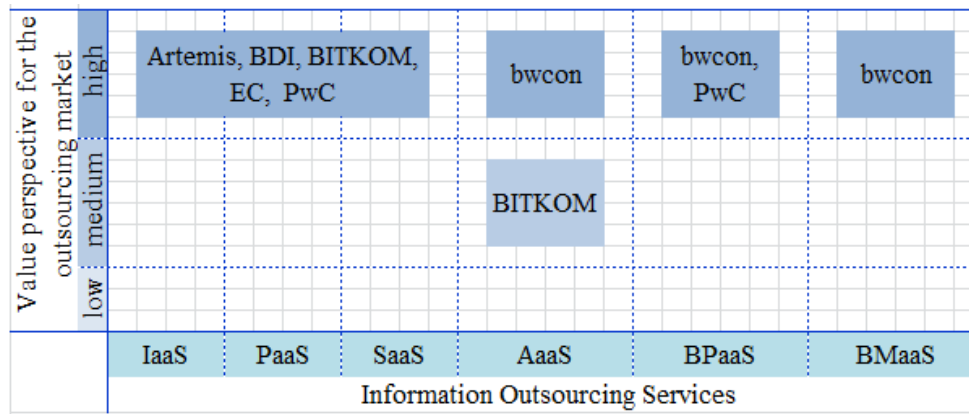 Value perspective for the
outsourcing market
high
medium
low
Artemis, BDI, BITKOM,
EC, PwC
bwcon
bwcon,
PwC
bwcon
BITKOM
IaaS PaaS SaaS AaaS BPaaS BMaaS
Information Outsourcing Services